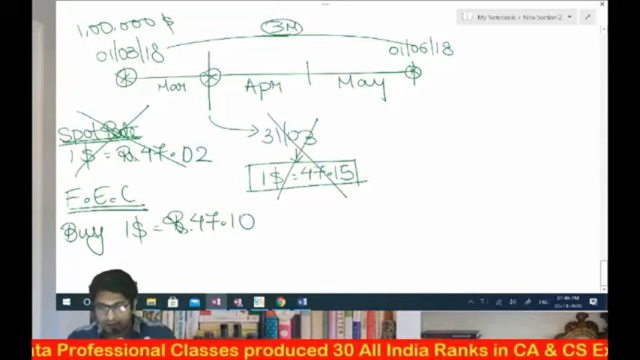 My Notebook • New Section 2
1,00,000 $
3M
01/03/18
01/06/18
Mar
Apr
May
31/03
Spot Rate
1 $ = Rs.47.02
1 $ = 47.15
F.E.C
Buy 1 $ = Rs.47.10
ata Professional Classes produced 30 All India Ranks in CA & CS Ex